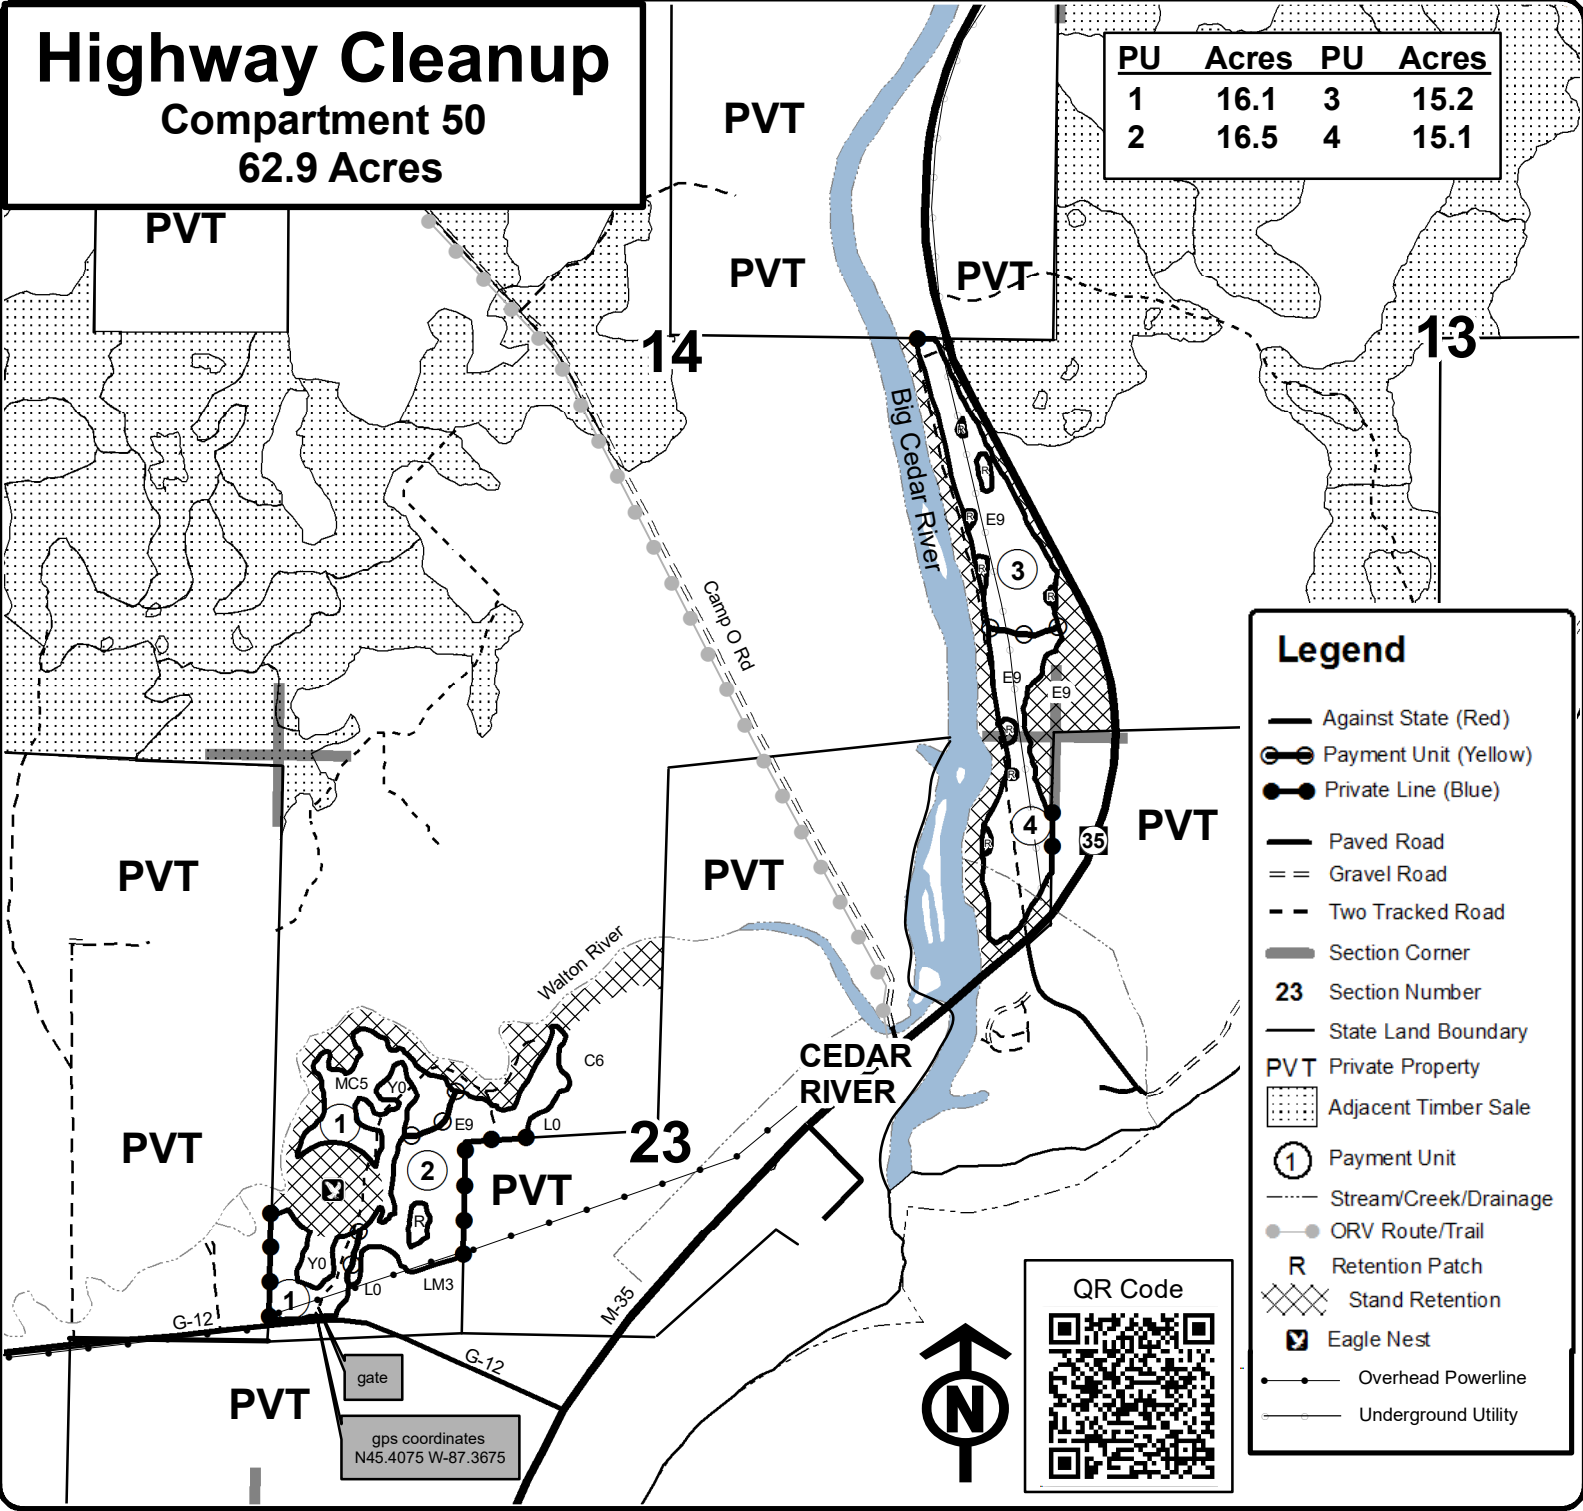 Highway Cleanup
Compartment 50
62.9 Acres
PU Acres PU Acres
1 16.1 3 15.2
2 16.5 4 15.1
PVT
PVT
PVT
PVT
14
13
Big Cedar River
R
R
R
E9
R
3
R
Camp O Rd
E9
E9
R
R
4
R
35
PVT
PVT
PVT
Walton River
CEDAR
RIVER
C6
MC5
Y0
1
E9
L0
23
PVT
2
PVT
R
Y0
L0
LM3
1
G-12
M-35
G-12
gate
PVT
gps coordinates
N45.4075 W-87.3675
N
QR Code
Legend
Against State (Red)
Payment Unit (Yellow)
Private Line (Blue)
Paved Road
Gravel Road
Two Tracked Road
Section Corner
23 Section Number
State Land Boundary
PVT Private Property
Adjacent Timber Sale
1 Payment Unit
Stream/Creek/Drainage
ORV Route/Trail
R Retention Patch
Stand Retention
Eagle Nest
Overhead Powerline
Underground Utility